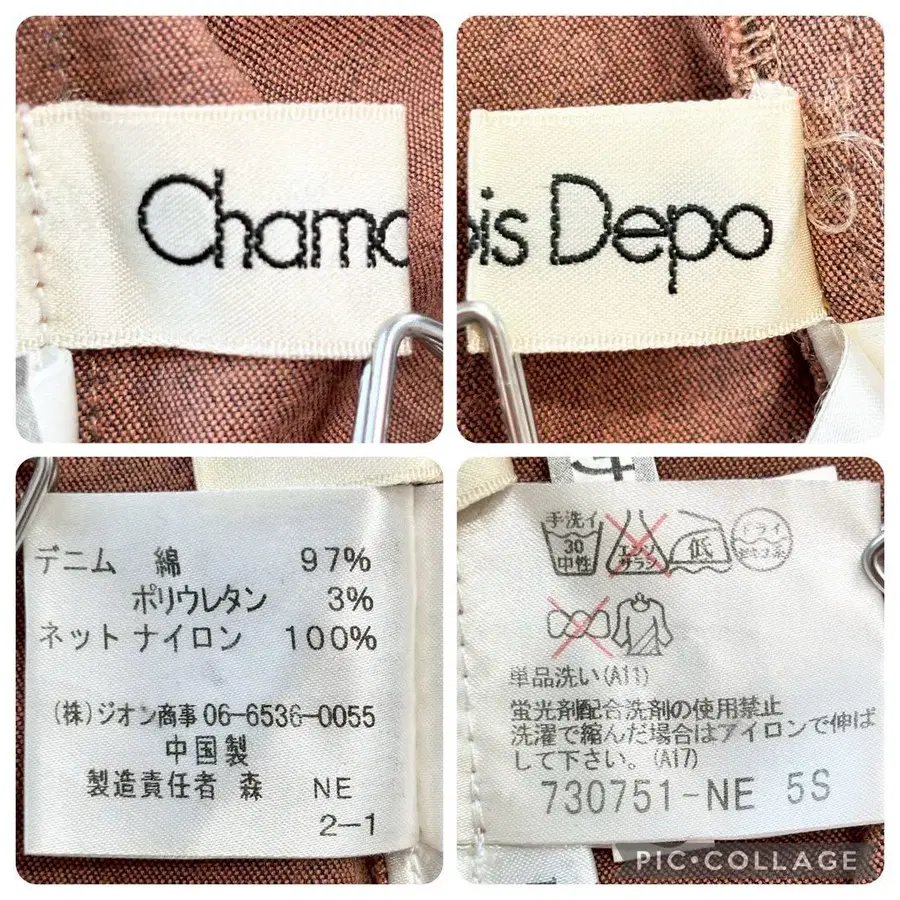 Chamo
ois Depo
デニム 綿 97%
ポリウレタン 3%
ネット ナイロン 100%
(株)ジオン商事 06-6536-0055
中国製
製造責任者 森 NE
2-1
手洗イ
30
中性
エンソ
サラシ
低
ドライ
セキユ系
単品洗い(A11)
蛍光剤配合洗剤の使用禁止
洗濯で縮んだ場合はアイロンで伸ば
して下さい。(A17)
730751-NE 5S
PIC•COLLAGE